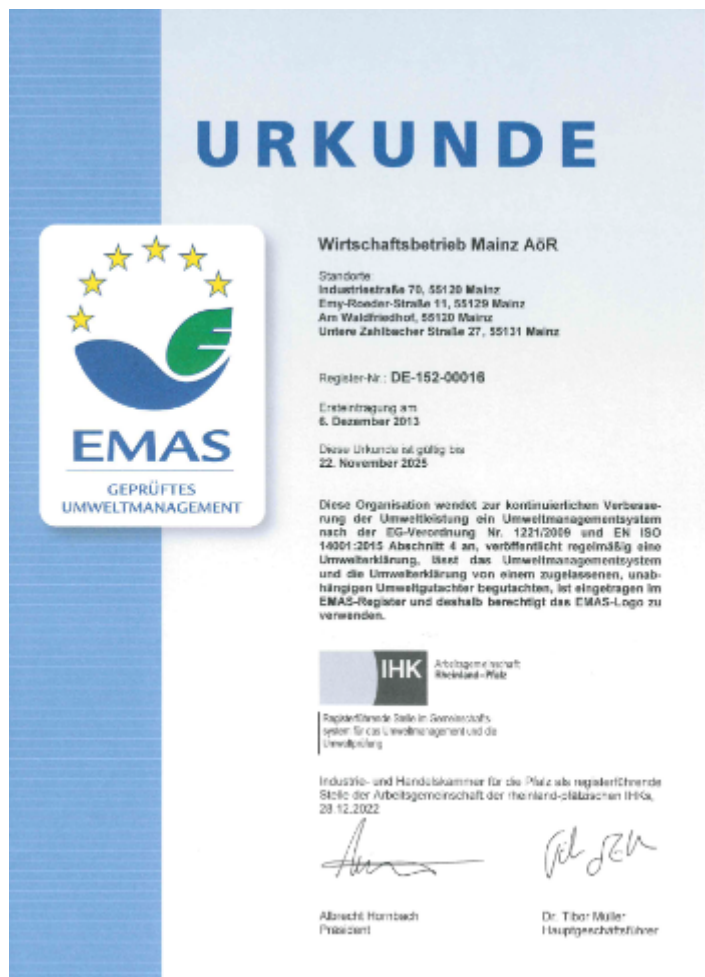 URKUNDE
EMAS
GEPRÜFTES
UMWELTMANAGEMENT
Wirtschaftsbetrieb Mainz AöR
Standorte:
Industriestraße 70, 55120 Mainz
Emy-Roeder-Straße 11, 55129 Mainz
Am Waldfriedhof, 55120 Mainz
Untere Zahlbacher Straße 27, 55131 Mainz
Register-Nr.: DE-152-00016
Ersteintragung am
6. Dezember 2013
Diese Urkunde ist gültig bis
22. November 2025
Diese Organisation wendet zur kontinuierlichen Verbesse-
rung der Umweltleistung ein Umweltmanagementsystem
nach der EG-Verordnung Nr. 1221/2009 und EN ISO
14001:2015 Abschnitt 4 an, veröffentlicht regelmäßig eine
Umwelterklärung, lässt das Umweltmanagementsystem
und die Umwelterklärung von einem zugelassenen, unab-
hängigen Umweltgutachter begutachten, ist eingetragen im
EMAS-Register und deshalb berechtigt das EMAS-Logo zu
verwenden.
IHK
Arbeitsgemeinschaft
Rheinland-Pfalz
Registerführende Stelle im Gemeinschafts-
system für das Umweltmanagement und die
Umweltprüfung
Industrie- und Handelskammer für die Pfalz als registerführende
Stelle der Arbeitsgemeinschaft der rheinland-pfälzischen IHKs,
28.12.2022
Albrecht Hornbach
Präsident
Dr. Tibor Müller
Hauptgeschäftsführer